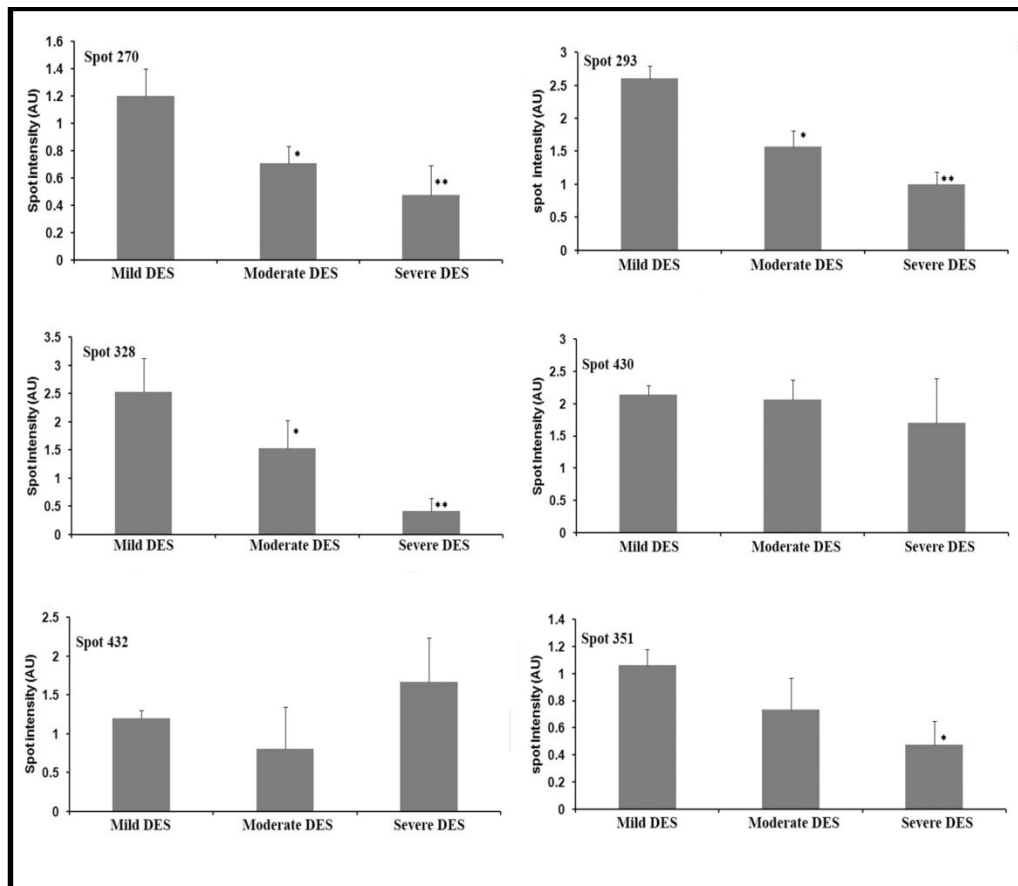 Spot 270
Spot Intensity (AU)
1.6
1.4
1.2
1
0.8
0.6
0.4
0.2
0
*
**
Mild DES Moderate DES Severe DES
Spot 293
spot intensity (AU)
3
2.5
2
1.5
1
0.5
0
*
**
Mild DES Moderate DES Severe DES
Spot 328
Spot Intensity (AU)
3.5
3
2.5
2
1.5
1
0.5
0
*
**
Mild DES Moderate DES Severe DES
Spot 430
Spot Intensity (AU)
3
2.5
2
1.5
1
0.5
0
Mild DES Moderate DES Severe DES
Spot 432
Spot Intensity (AU)
2.5
2
1.5
1
0.5
0
Mild DES Moderate DES Severe DES
Spot 351
spot Intensity (AU)
1.4
1.2
1
0.8
0.6
0.4
0.2
0
*
Mild DES Moderate DES Severe DES